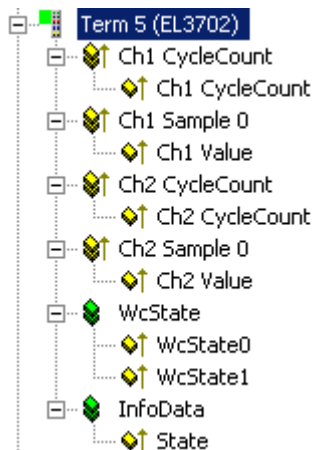 Term 5 (EL3702)
Ch1 CycleCount
Ch1 CycleCount
Ch1 Sample 0
Ch1 Value
Ch2 CycleCount
Ch2 CycleCount
Ch2 Sample 0
Ch2 Value
WcState
WcState0
WcState1
InfoData
State